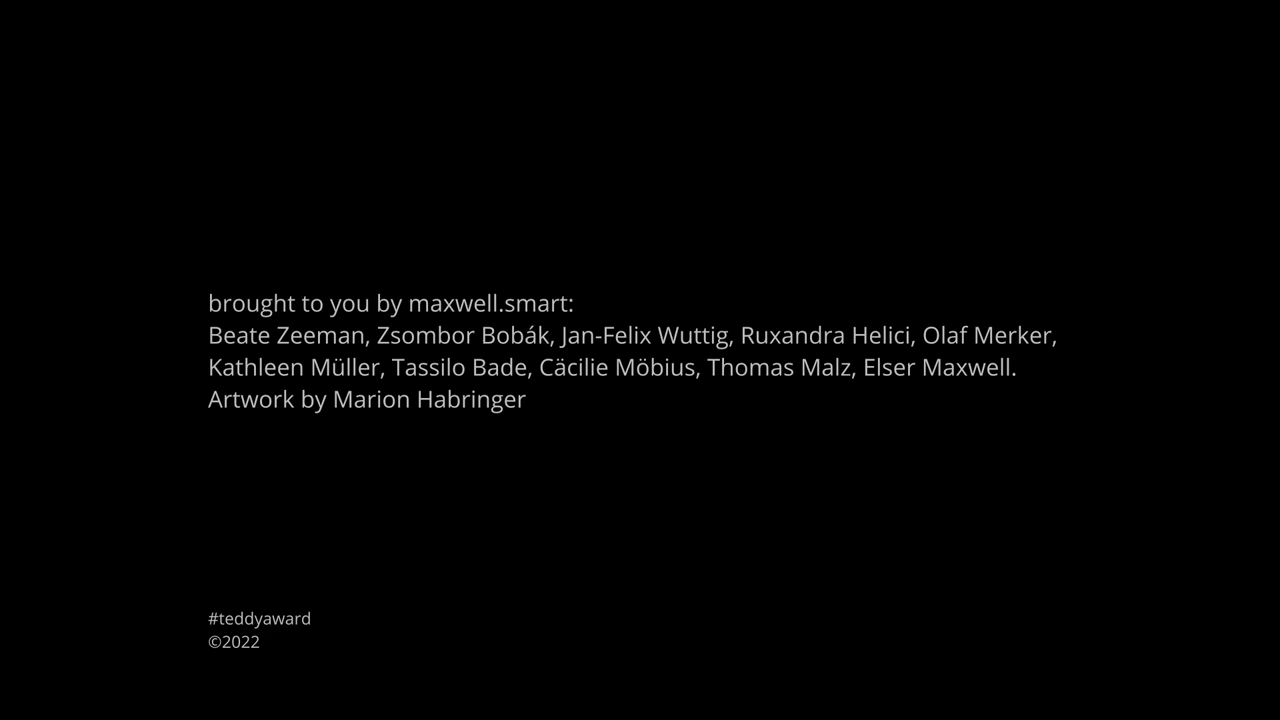 brought to you by maxwell.smart:
Beate Zeeman, Zsombor Bobák, Jan-Felix Wuttig, Ruxandra Helici, Olaf Merker,
Kathleen Müller, Tassilo Bade, Cäcilie Möbius, Thomas Malz, Elser Maxwell.
Artwork by Marion Habringer
#teddyaward
©2022